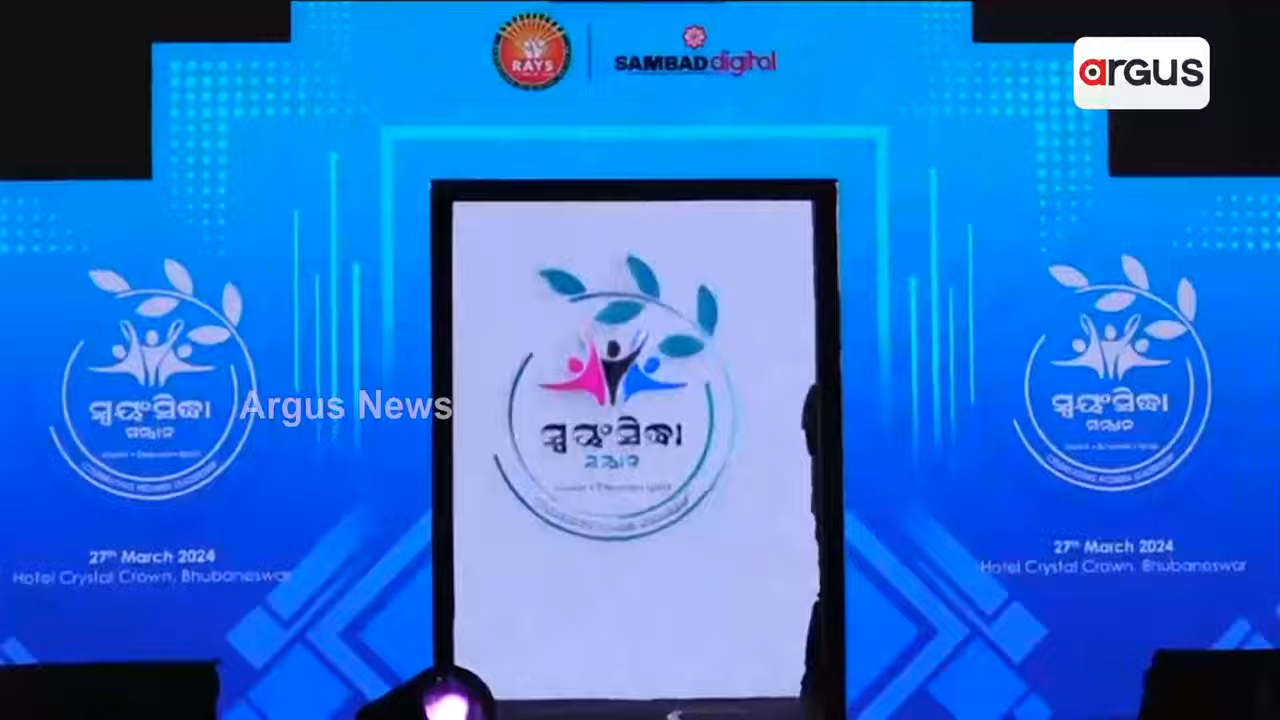 RAYS
SAMBAD digital
argus
ସ୍ୱୟଂସିଦ୍ଧା
ସମ୍ମାନ
27th March 2024
Hotel Crystal Crown, Bhubaneswar
Argus News
ସ୍ୱୟଂସିଦ୍ଧା
ସମ୍ମାନ
ସ୍ୱୟଂସିଦ୍ଧା
ସମ୍ମାନ
27th March 2024
Hotel Crystal Crown, Bhubaneswar